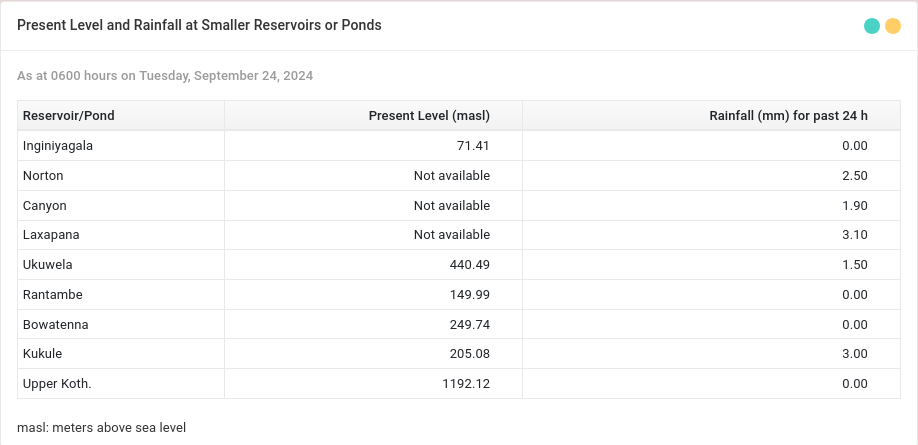 Present Level and Rainfall at Smaller Reservoirs or Ponds
As at 0600 hours on Tuesday, September 24, 2024
Reservoir/Pond Present Level (masl) Rainfall (mm) for past 24 h
Inginiyagala 71.41 0.00
Norton Not available 2.50
Canyon Not available 1.90
Laxapana Not available 3.10
Ukuwela 440.49 1.50
Rantambe 149.99 0.00
Bowatenna 249.74 0.00
Kukule 205.08 3.00
Upper Koth. 1192.12 0.00
masl: meters above sea level